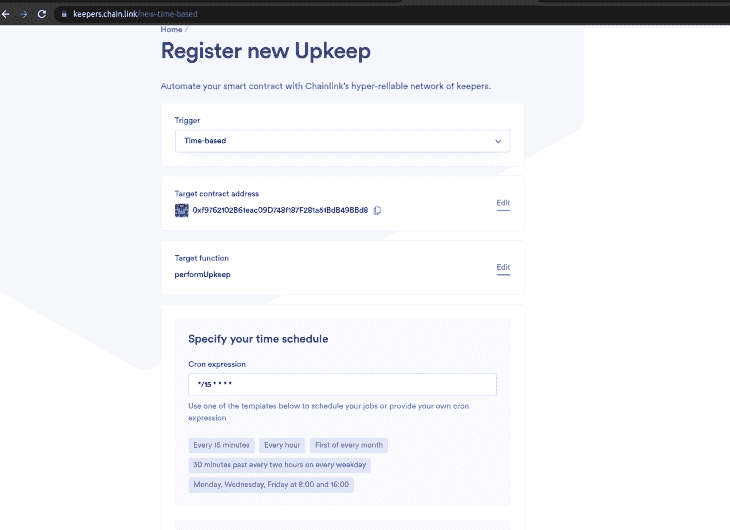 keepers.chain.link/new-time-based
Home /
Register new Upkeep
Automate your smart contract with Chainlink's hyper-reliable network of keepers.
Trigger
Time-based
Target contract address
Edit
Target function
performUpkeep
Edit
Specify your time schedule
Cron expression
*/15 * * * *
Use one of the templates below to schedule your jobs or provide your own cron
expression
Every 15 minutes Every hour First of every month
30 minutes past every two hours on every weekday
Monday, Wednesday, Friday at 8:00 and 16:00